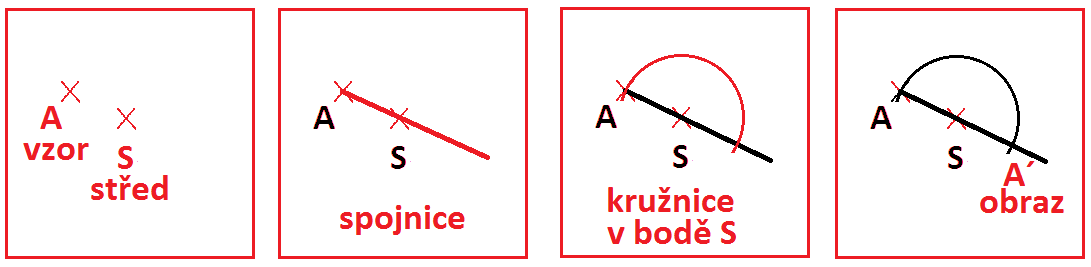 A
vzor
S
střed
A
S
spojnice
A
S
kružnice
v bodě S
A
S
A´
obraz